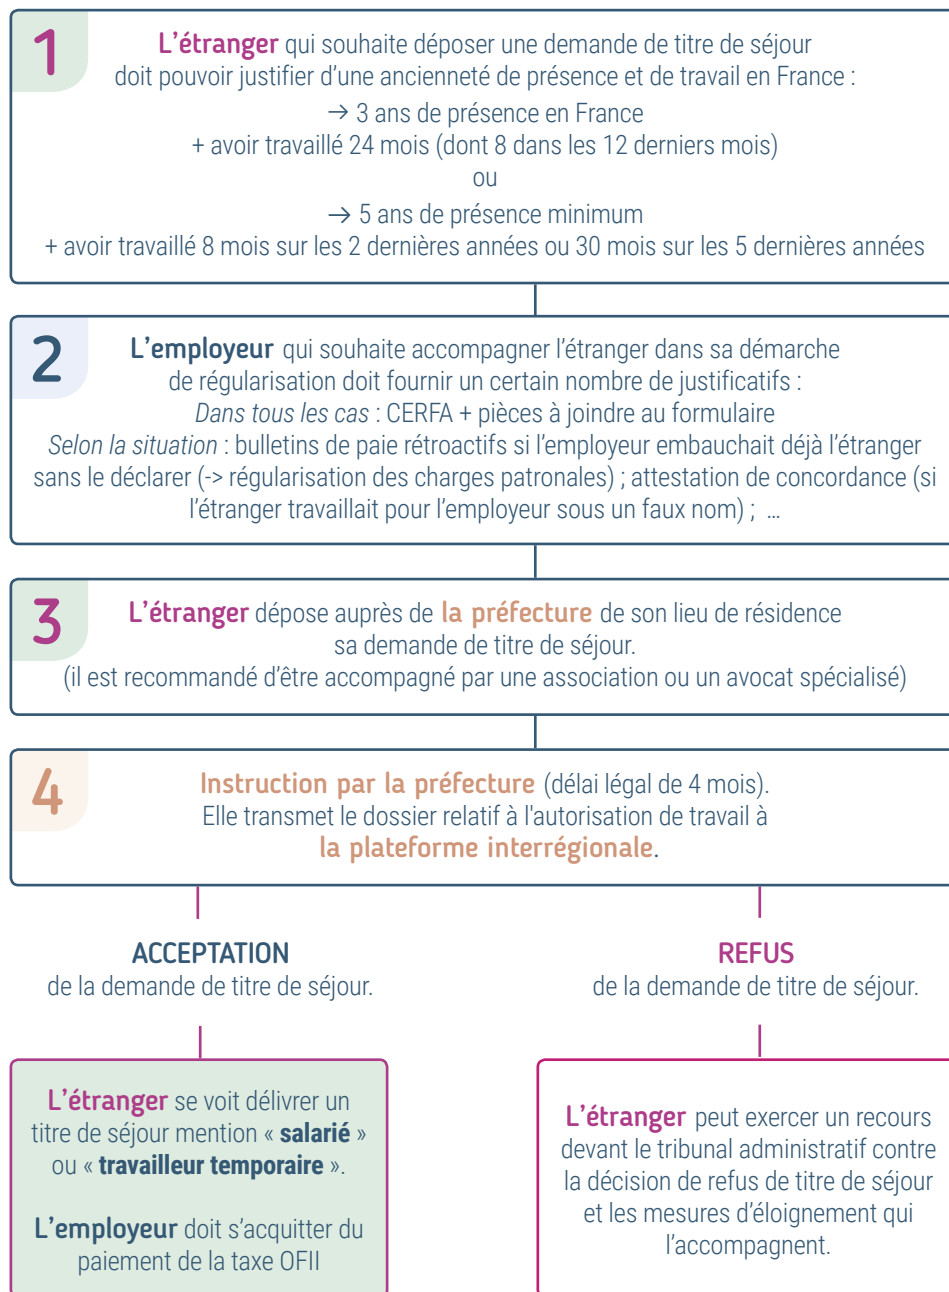 1
L'étranger qui souhaite déposer une demande de titre de séjour
doit pouvoir justifier d'une ancienneté de présence et de travail en France :
→ 3 ans de présence en France
+ avoir travaillé 24 mois (dont 8 dans les 12 derniers mois)
ou
→ 5 ans de présence minimum
+ avoir travaillé 8 mois sur les 2 dernières années ou 30 mois sur les 5 dernières années
2
L'employeur qui souhaite accompagner l'étranger dans sa démarche
de régularisation doit fournir un certain nombre de justificatifs :
Dans tous les cas : CERFA + pièces à joindre au formulaire
Selon la situation : bulletins de paie rétroactifs si l'employeur embauchait déjà l'étranger
sans le déclarer (-> régularisation des charges patronales) ; attestation de concordance (si
l'étranger travaillait pour l'employeur sous un faux nom) ; ...
3
L'étranger dépose auprès de la préfecture de son lieu de résidence
sa demande de titre de séjour.
(il est recommandé d'être accompagné par une association ou un avocat spécialisé)
4
Instruction par la préfecture (délai légal de 4 mois).
Elle transmet le dossier relatif à l'autorisation de travail à
la plateforme interrégionale.
ACCEPTATION
de la demande de titre de séjour.
REFUS
de la demande de titre de séjour.
L'étranger se voit délivrer un
titre de séjour mention « salarié »
ou « travailleur temporaire ».
L'employeur doit s'acquitter du
paiement de la taxe OFII
L'étranger peut exercer un recours
devant le tribunal administratif contre
la décision de refus de titre de séjour
et les mesures d'éloignement qui
l'accompagnent.